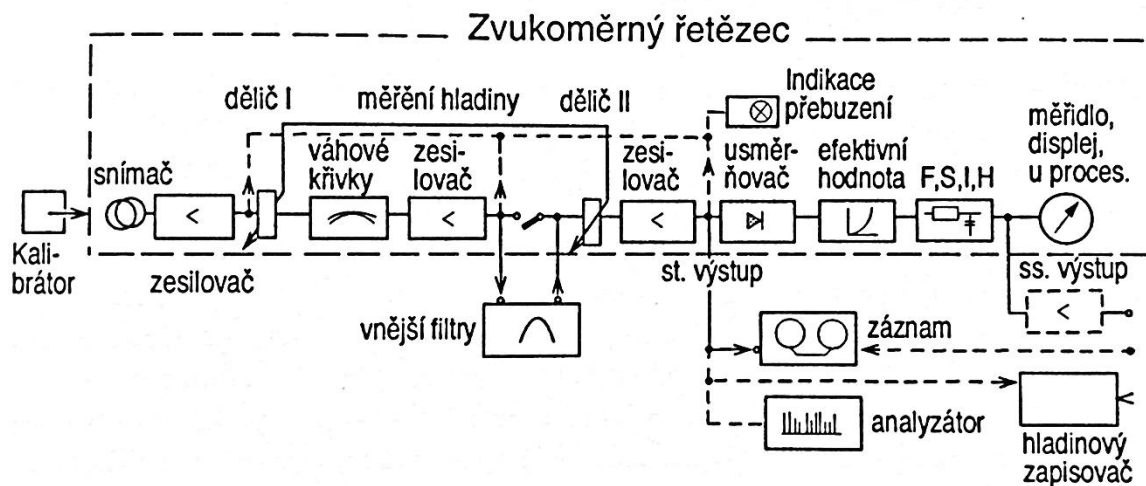 Zvukoměrný řetězec
Indikace
přebuzení
dělič I
měření hladiny
dělič II
měřidlo,
displej,
u proces.
snímač
váhové
křivky
zesi-
lovač
zesi-
lovač
usměr-
ňovač
efektivní
hodnota
F,S,I,H
Kali-
brátor
zesilovač
st. výstup
ss. výstup
vnější filtry
záznam
analyzátor
hladinový
zapisovač